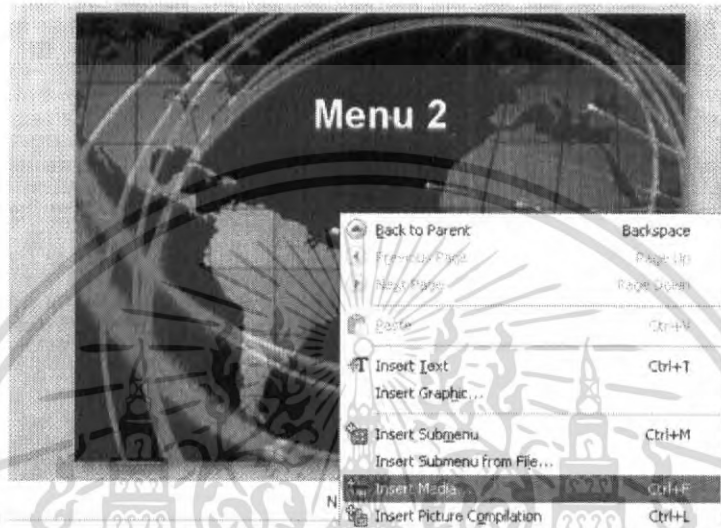 Menu 2
Back to Parent Backspace
Previous Page Page Up
Next Page Page Down
Paste Ctrl+V
Insert Text Ctrl+T
Insert Graphic...
Insert Submenu Ctrl+M
Insert Submenu from File...
Insert Media... Ctrl+F
N
Insert Picture Compilation Ctrl+L